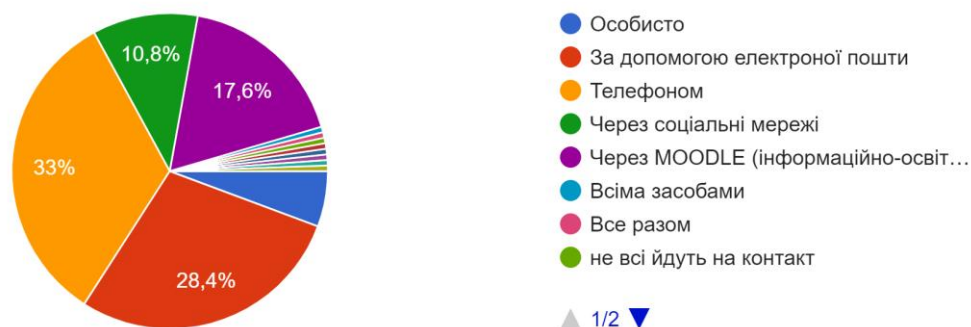 10,8%
17,6%
33%
28,4%
Особисто
За допомогою електроної пошти
Телефоном
Через соціальні мережі
Через MOODLE (інформаційно-освіт…
Всіма засобами
Все разом
не всі йдуть на контакт
1/2